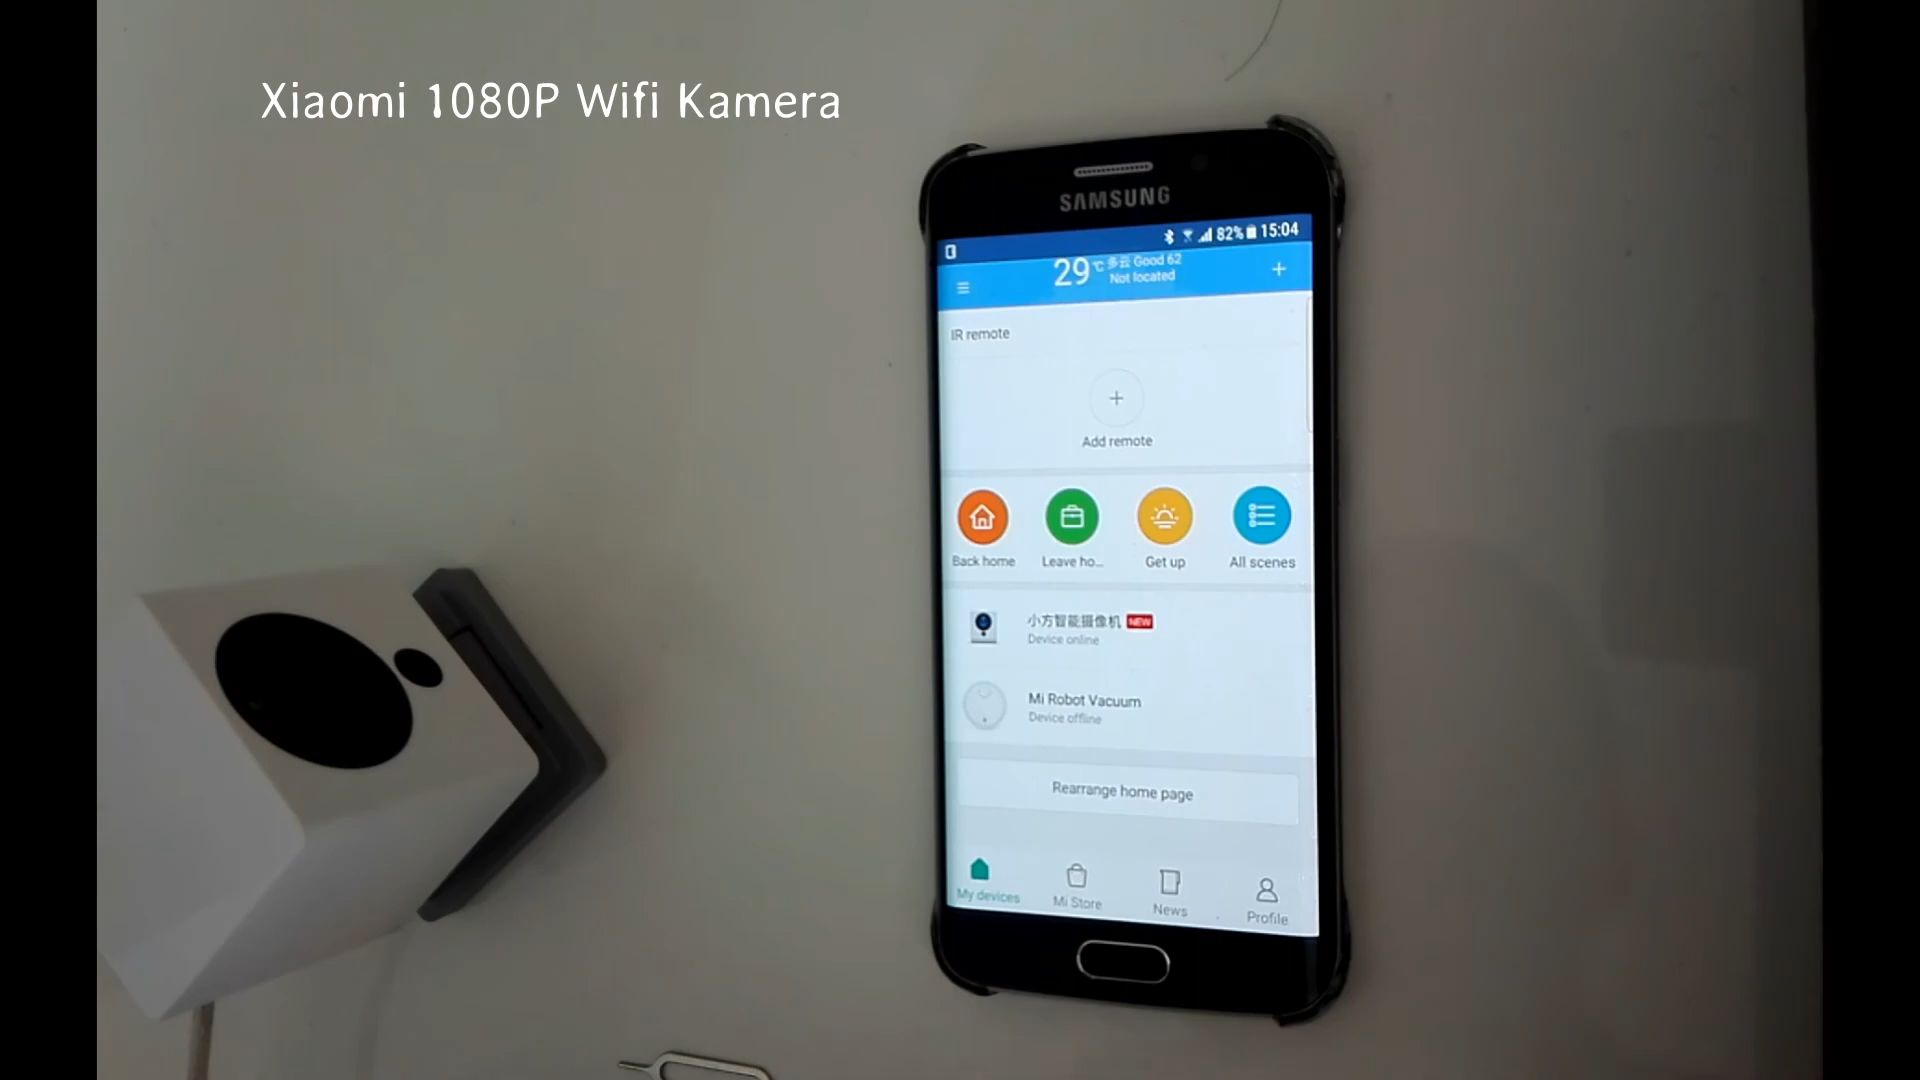 Xiaomi 1080P Wifi Kamera
SAMSUNG
82% 15:04
29 ℃ 多云 Good 62
Not located
IR remote
Add remote
Back home
Leave ho...
Get up
All scenes
小方智能摄像机 NEW
Device online
Mi Robot Vacuum
Device offline
Rearrange home page
My devices
Mi Store
News
Profile